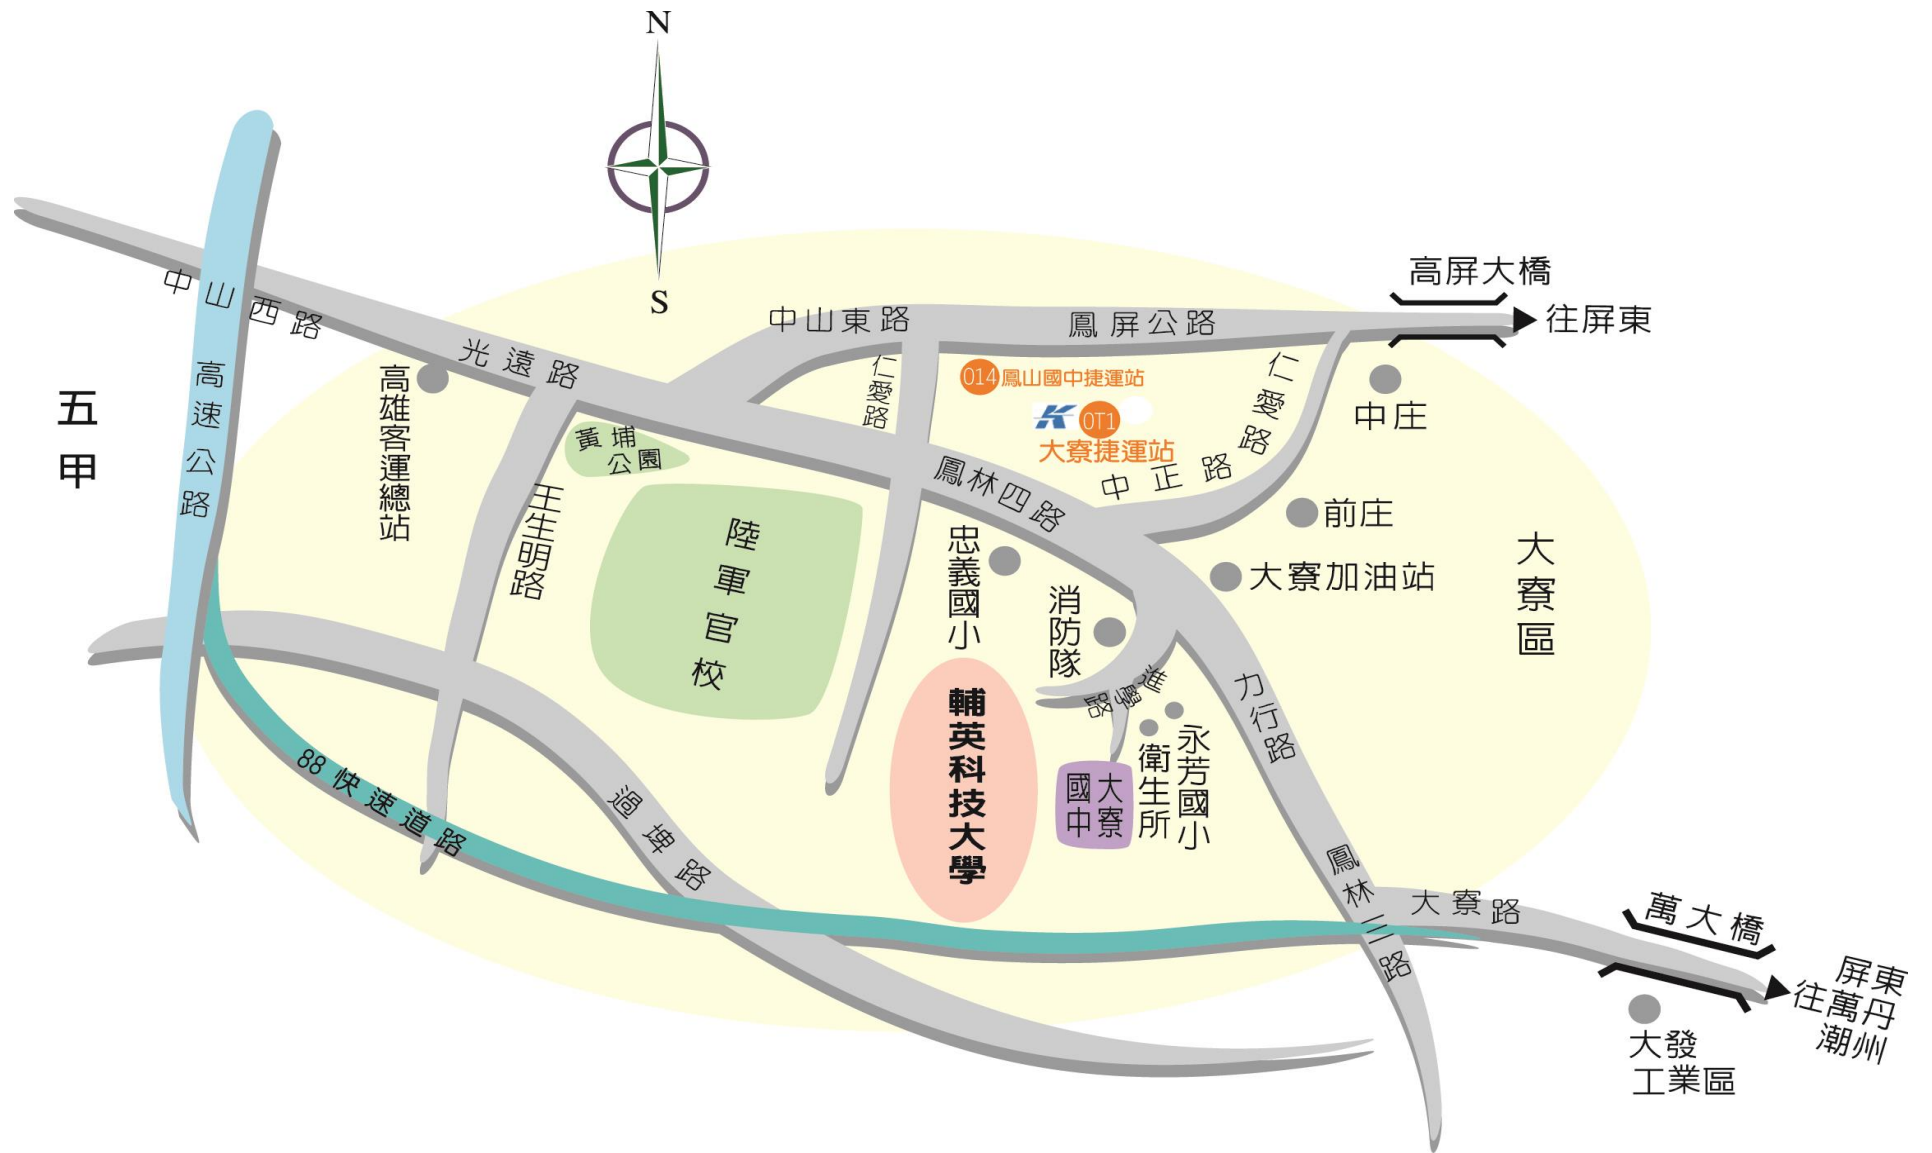 N
S
中山西路
高速公路
五甲
光遠路
高雄客運總站
中山東路
鳳屏公路
高屏大橋
往屏東
仁愛路
014鳳山國中捷運站
K 0T1
大寮捷運站
仁愛路
中庄
中正路
黃埔
公園
王生明路
陸軍官校
鳳林四路
前庄
大寮加油站
大寮區
忠義國小
消防隊
進學路
輔英科技大學
大寮
國中
衛生所
永芳國小
力行路
88快速道路
過埤路
鳳林三路
大寮路
萬大橋
屏東
往萬丹
潮州
大發
工業區